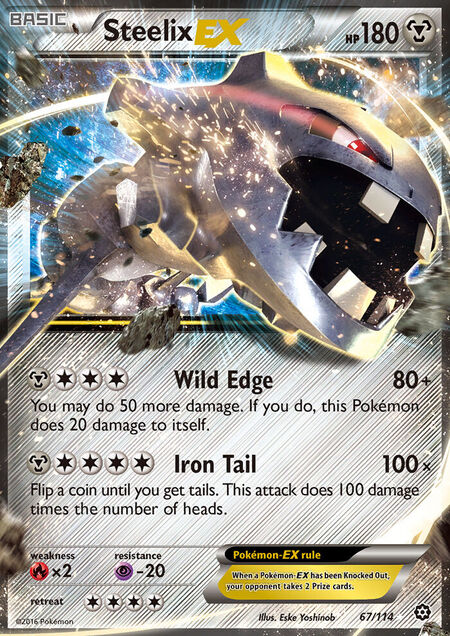 BASIC Steelix EX HP 180
Wild Edge 80+
You may do 50 more damage. If you do, this Pokémon
does 20 damage to itself.
Iron Tail 100×
Flip a coin until you get tails. This attack does 100 damage
times the number of heads.
weakness resistance
×2 -20
retreat
Pokémon-EX rule
When a Pokémon-EX has been Knocked Out,
your opponent takes 2 Prize cards.
©2016 Pokémon Illus. Eske Yoshinob 67/114